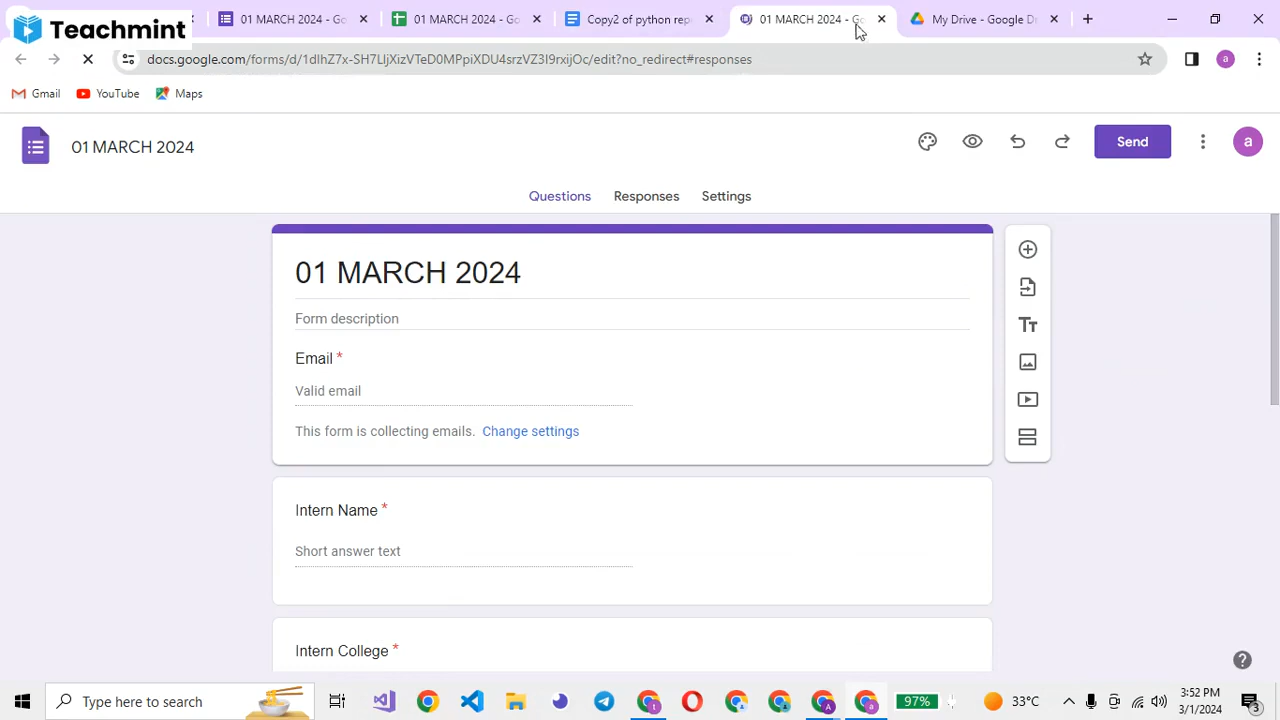 Teachmint
01 MARCH 2024 - Go
01 MARCH 2024 - Go
Copy2 of python rep
01 MARCH 2024 - Go
My Drive - Google D
docs.google.com/forms/d/1dlhZ7x-SH7LljXizVTeD0MPpiXDU4srzVZ3I9rxijOc/edit?no_redirect#responses
a
Gmail
YouTube
Maps
01 MARCH 2024
Send
a
Questions
Responses
Settings
01 MARCH 2024
Form description
Email *
Valid email
This form is collecting emails. Change settings
Intern Name *
Short answer text
Intern College *
Type here to search
97%
33°C
3:52 PM
3/1/2024
3